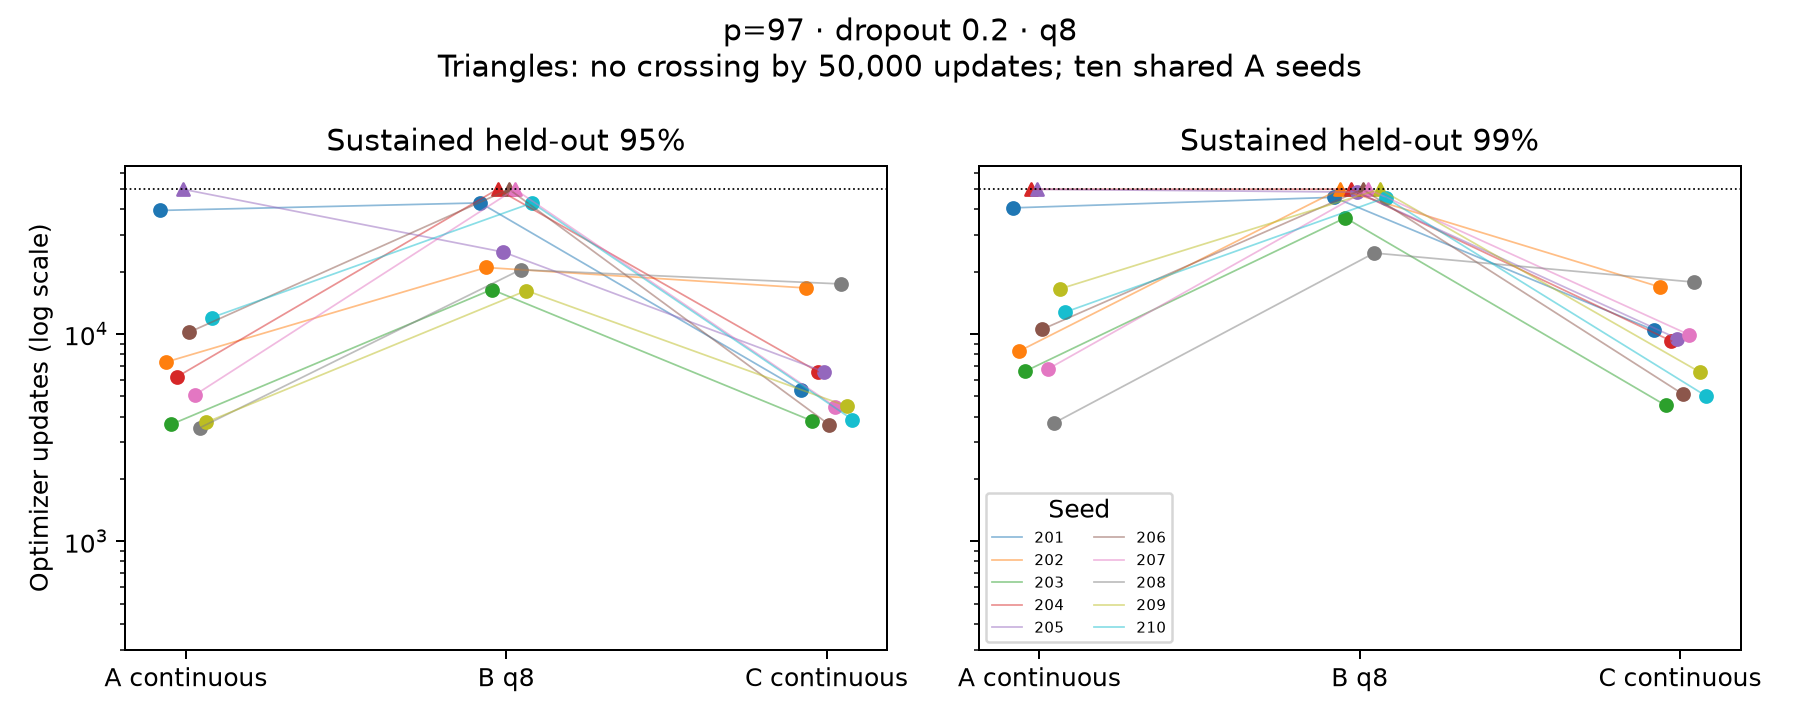 p=97 · dropout 0.2 · q8
Triangles: no crossing by 50,000 updates; ten shared A seeds
Sustained held-out 95%
Sustained held-out 99%
Optimizer updates (log scale)
10⁴
10³
A continuous
B q8
C continuous
A continuous
B q8
C continuous
Seed
201
202
203
204
205
206
207
208
209
210